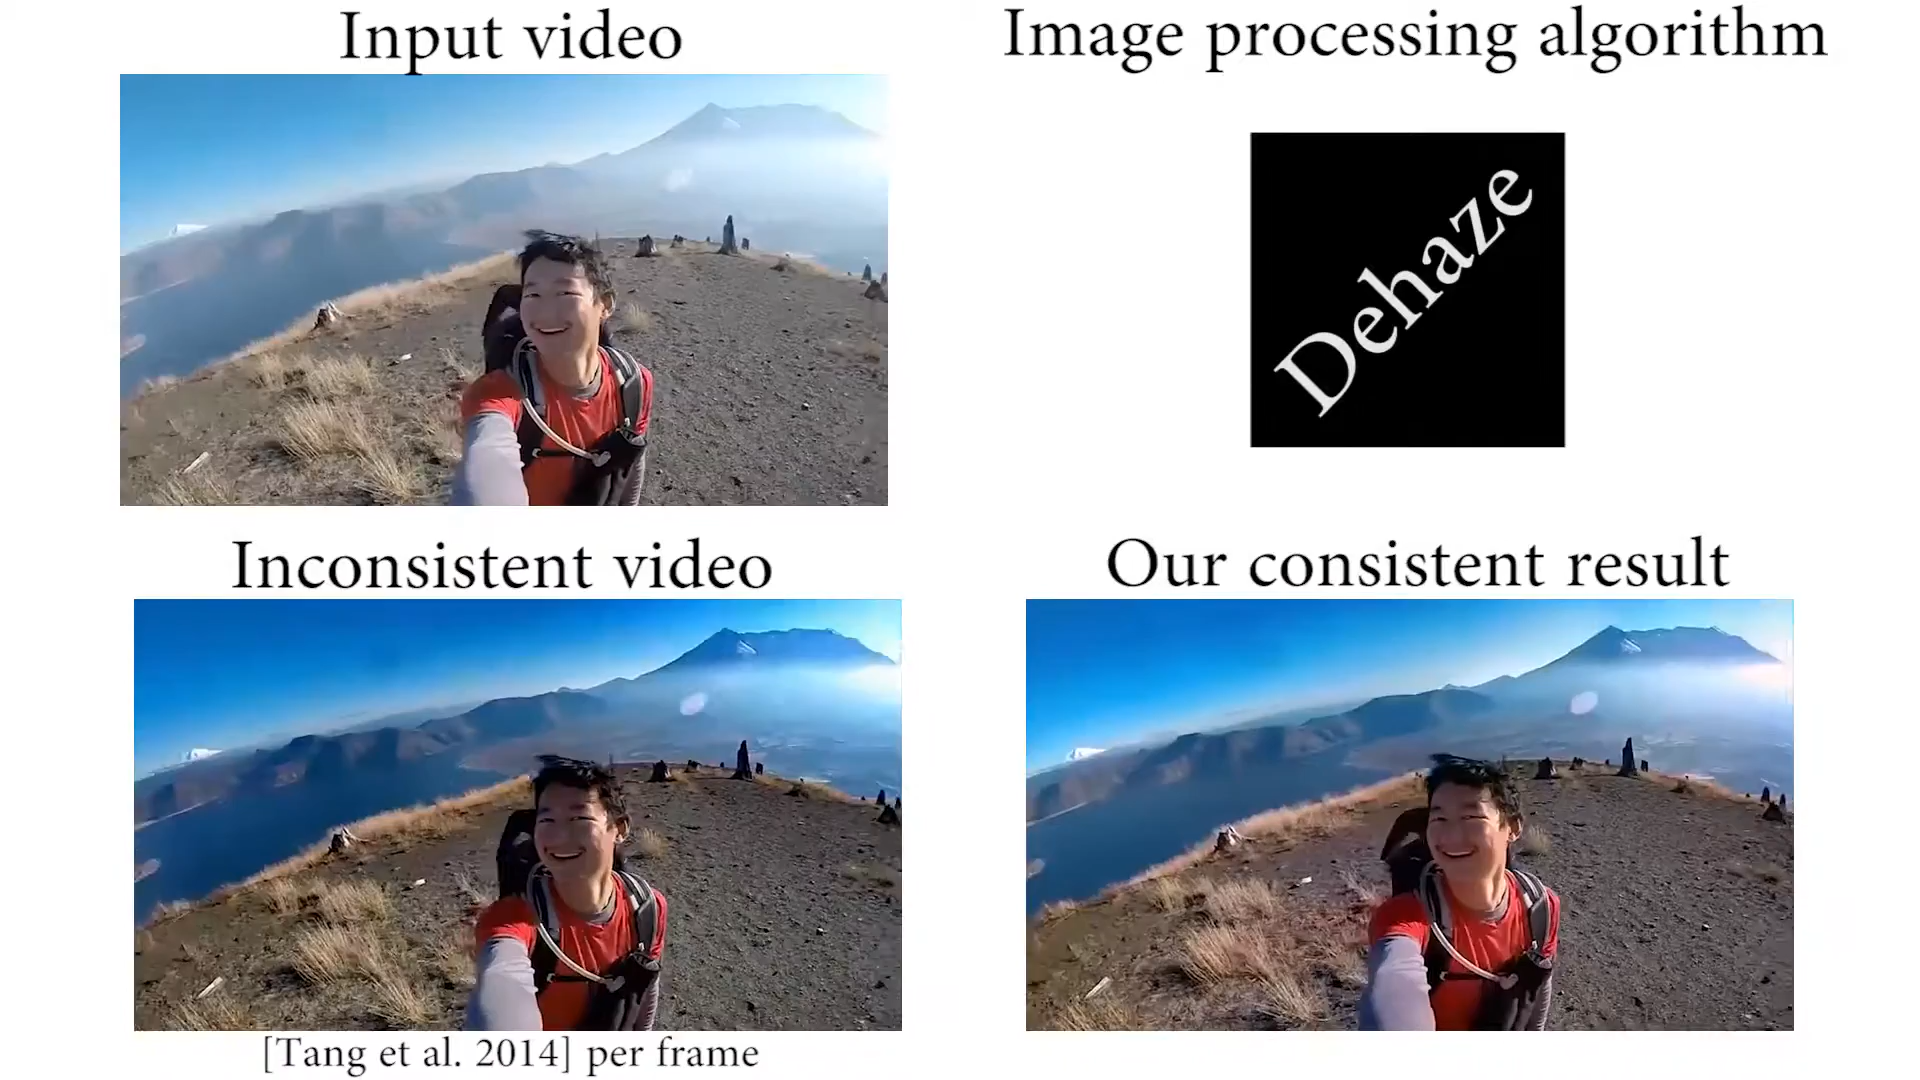 Input video
Image processing algorithm
Dehaze
Inconsistent video
Our consistent result
[Tang et al. 2014] per frame